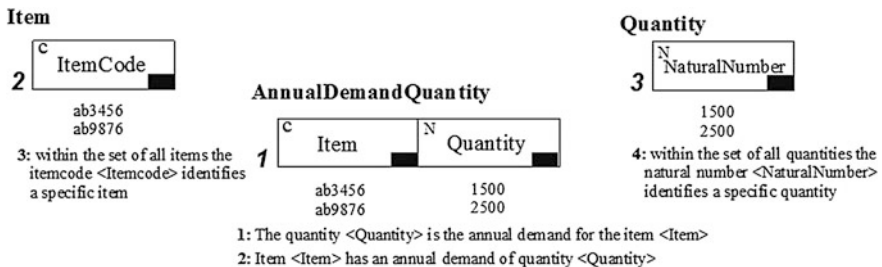 Item
C
ItemCode
2
ab3456
ab9876
3: within the set of all items the
itemcode <Itemcode> identifies
a specific item
AnnualDemandQuantity
C
Item
N
Quantity
1
ab3456 1500
ab9876 2500
1: The quantity <Quantity> is the annual demand for the item <Item>
2: Item <Item> has an annual demand of quantity <Quantity>
Quantity
N
NaturalNumber
3
1500
2500
4: within the set of all quantities the
natural number <NaturalNumber>
identifies a specific quantity